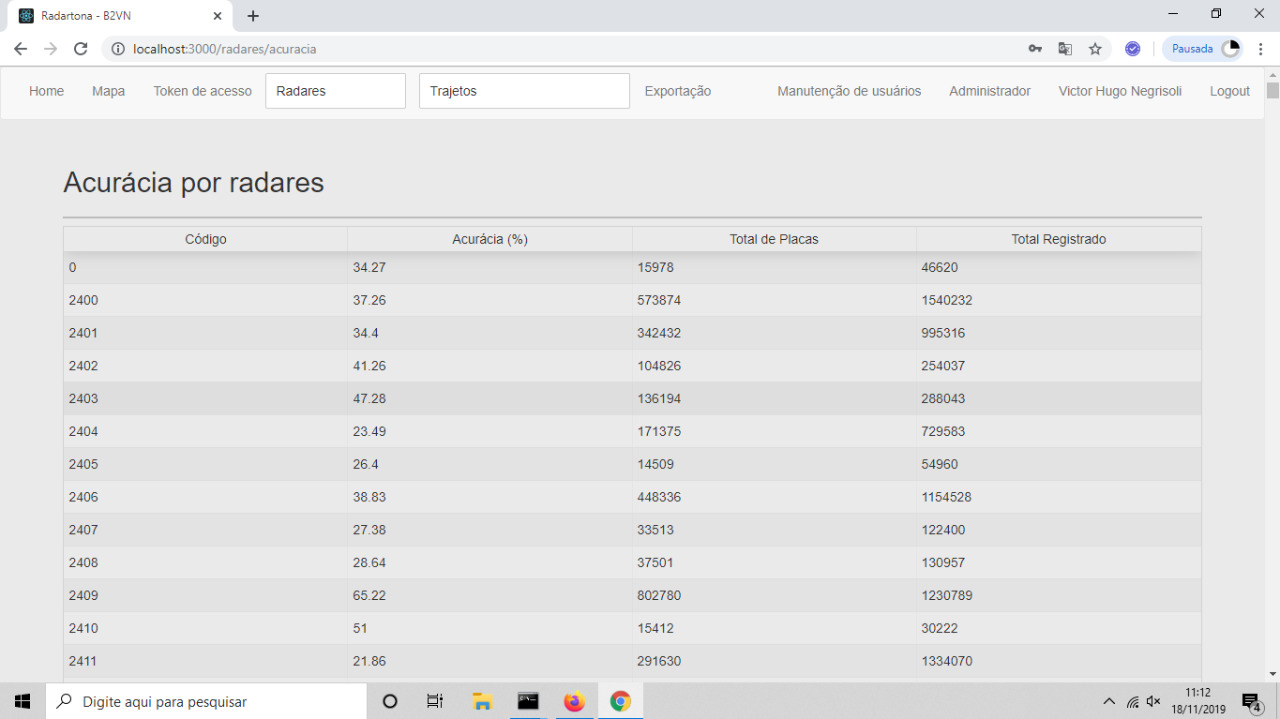 Radartona - B2VN
localhost:3000/radares/acuracia
Pausada
Home Mapa Token de acesso Radares Trajetos Exportação Manutenção de usuários Administrador Victor Hugo Negrisoli Logout
Acurácia por radares
Código Acurácia (%) Total de Placas Total Registrado
0 34.27 15978 46620
2400 37.26 573874 1540232
2401 34.4 342432 995316
2402 41.26 104826 254037
2403 47.28 136194 288043
2404 23.49 171375 729583
2405 26.4 14509 54960
2406 38.83 448336 1154528
2407 27.38 33513 122400
2408 28.64 37501 130957
2409 65.22 802780 1230789
2410 51 15412 30222
2411 21.86 291630 1334070
Digite aqui para pesquisar
11:12
18/11/2019
4